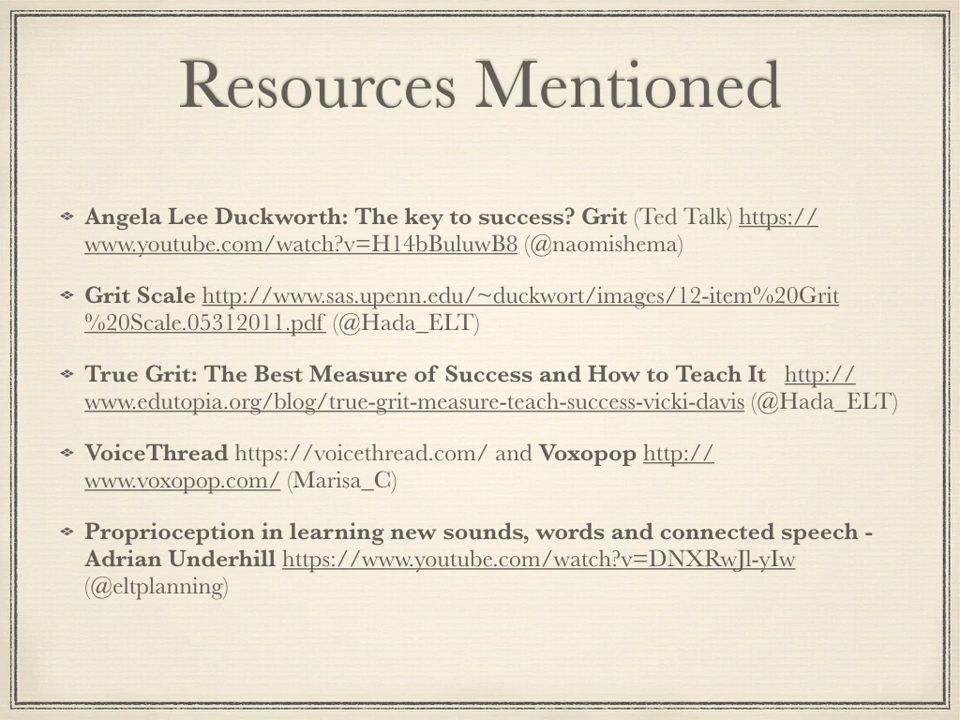 Resources Mentioned
Angela Lee Duckworth: The key to success? Grit (Ted Talk) https://
www.youtube.com/watch?v=H14bBuluwB8 (@naomishema)
Grit Scale http://www.sas.upenn.edu/~duckwort/images/12-item%20Grit
%20Scale.05312011.pdf (@Hada_ELT)
True Grit: The Best Measure of Success and How to Teach It http://
www.edutopia.org/blog/true-grit-measure-teach-success-vicki-davis (@Hada_ELT)
VoiceThread https://voicethread.com/ and Voxopop http://
www.voxopop.com/ (Marisa_C)
Proprioception in learning new sounds, words and connected speech -
Adrian Underhill https://www.youtube.com/watch?v=DNXRwJl-yIw
(@eltplanning)